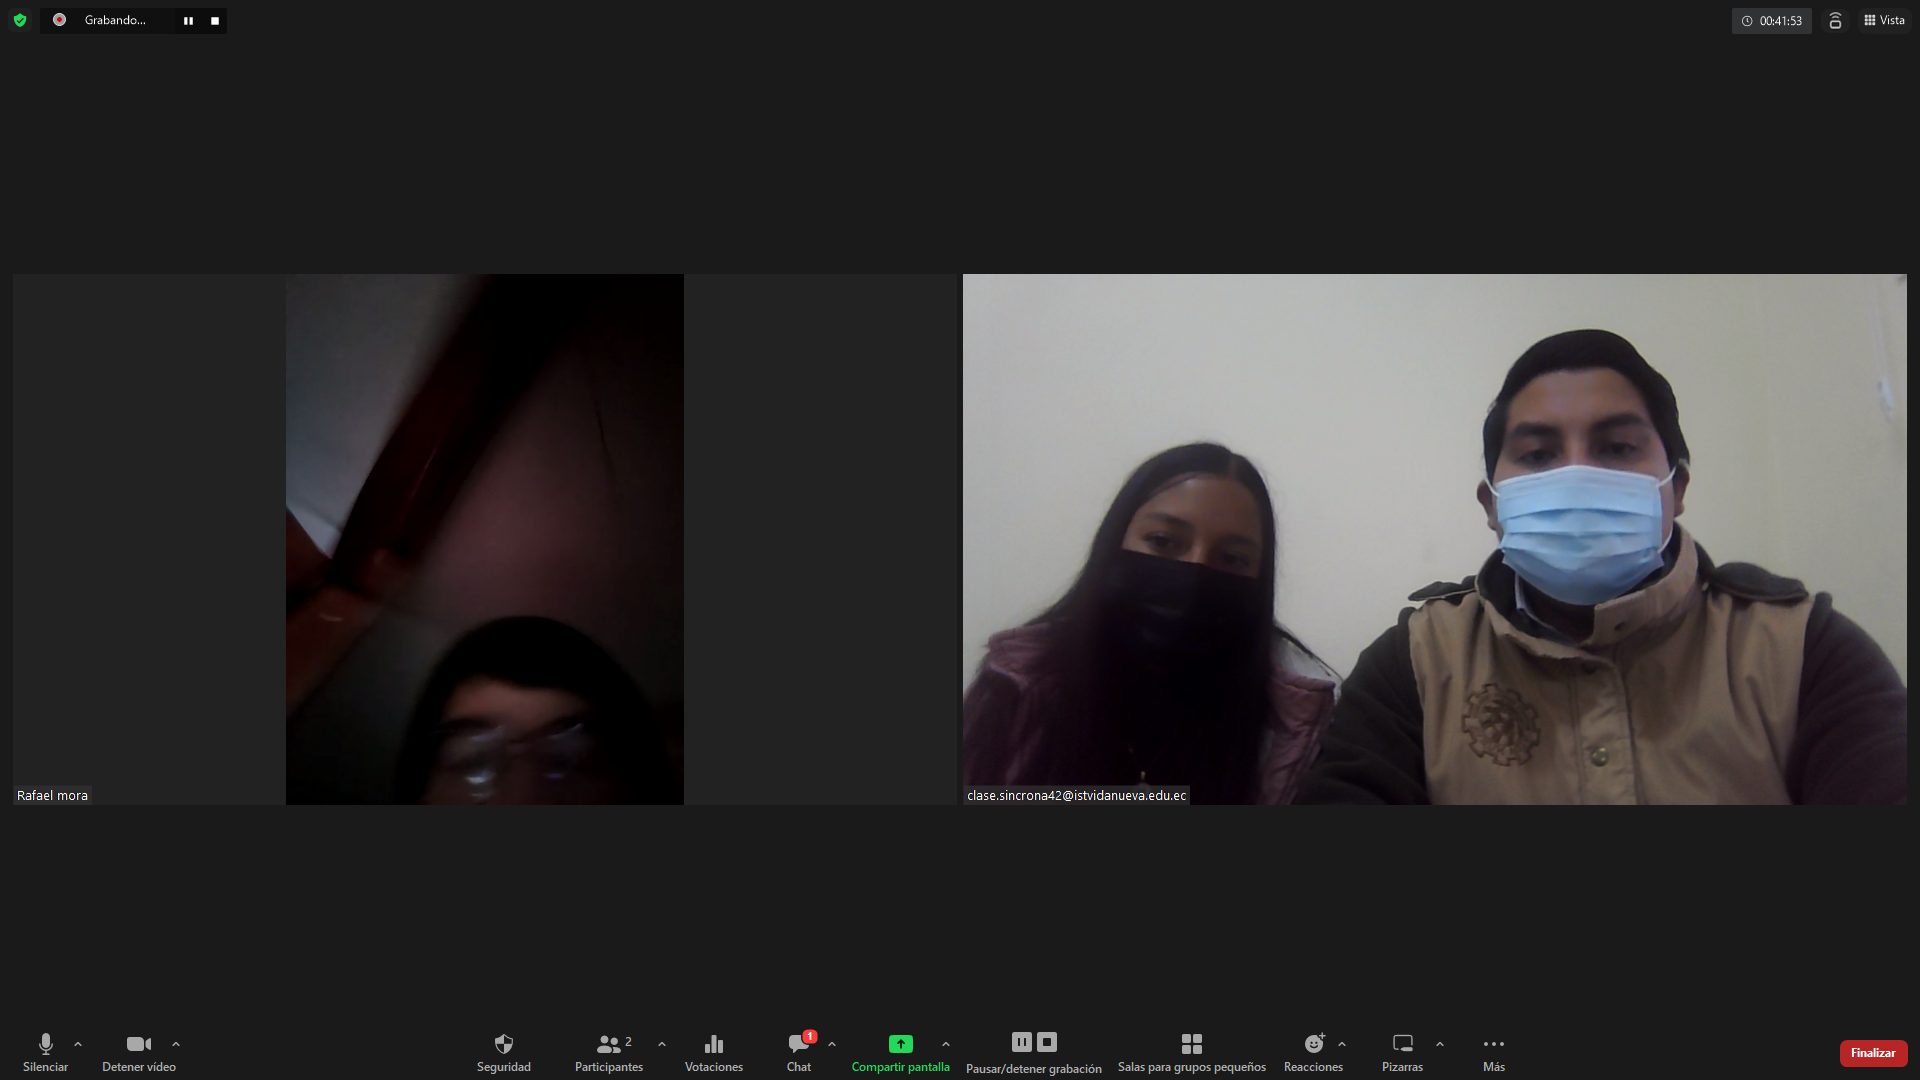 Grabando...
00:41:53
Vista
Rafael mora
clase.sincrona42@istvidanueva.edu.ec
Silenciar
Detener vídeo
Seguridad
Participantes
2
Votaciones
Chat
1
Compartir pantalla
Pausar/detener grabación
Salas para grupos pequeños
Reacciones
Pizarras
Más
Finalizar